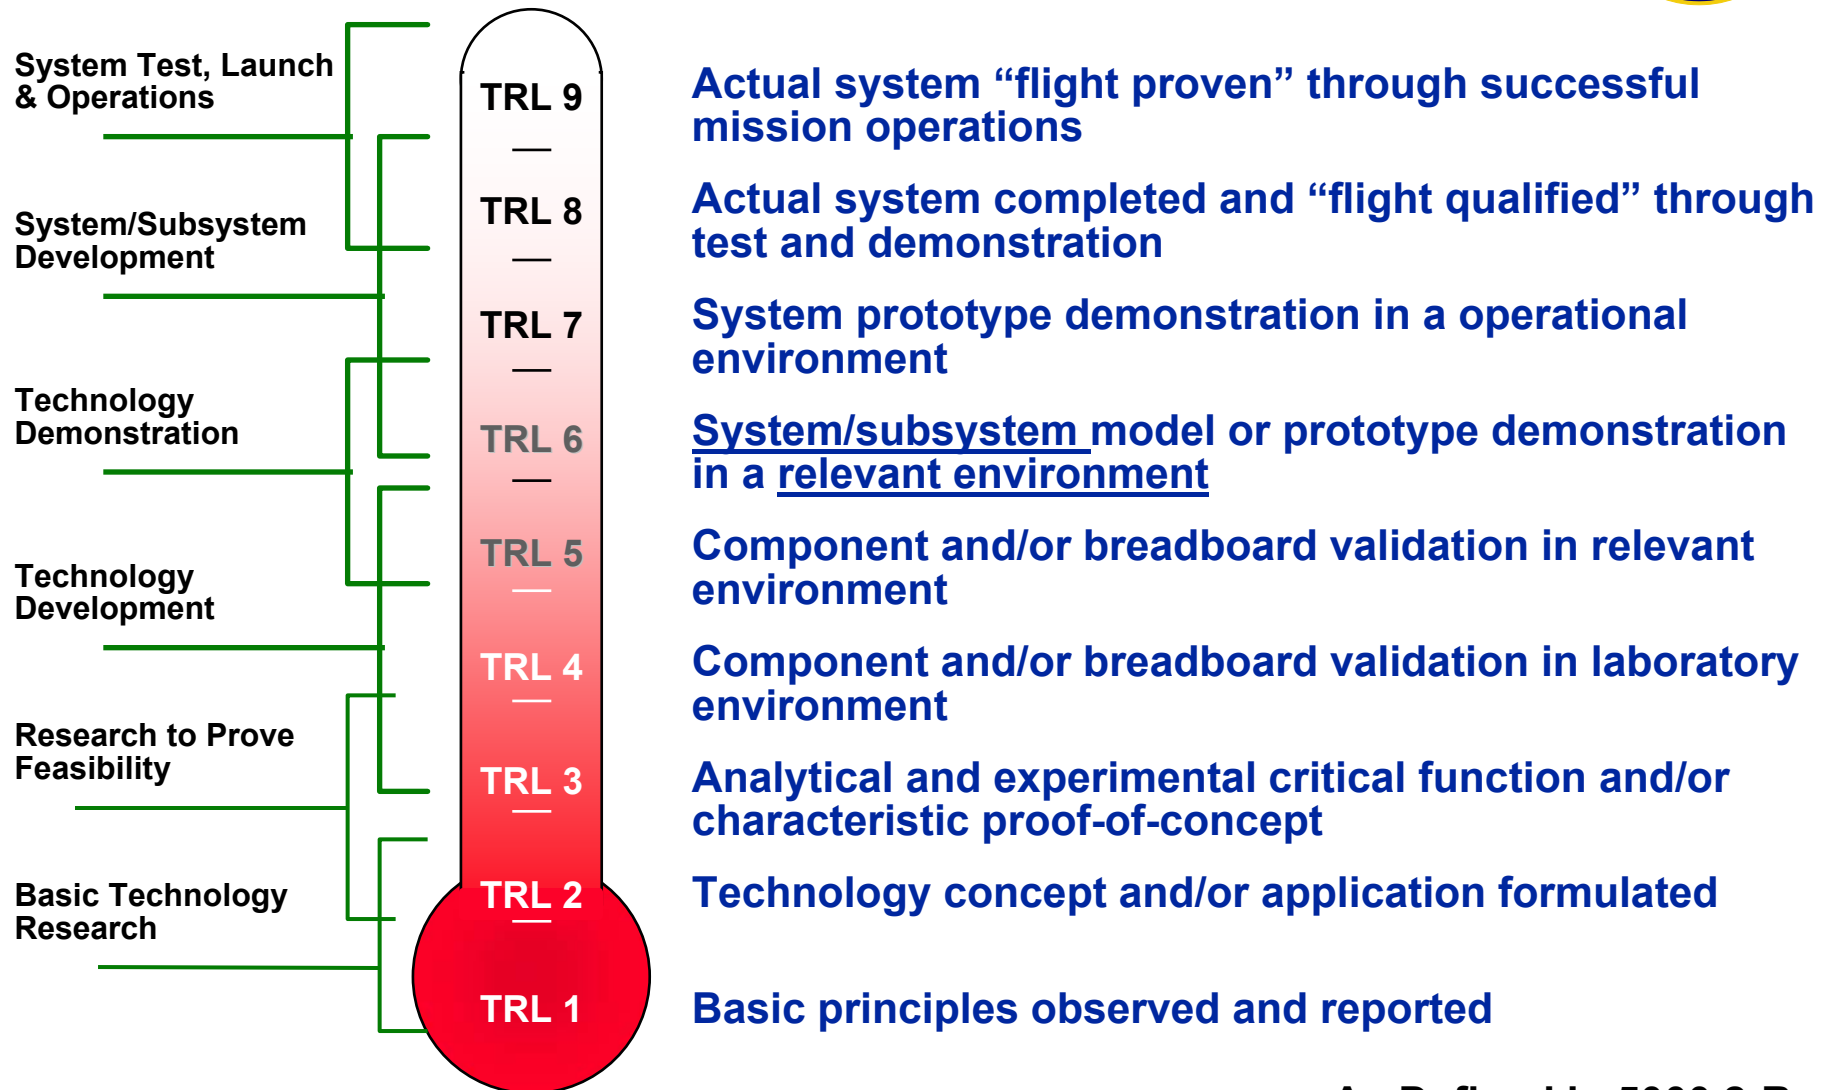 System Test, Launch
& Operations
System/Subsystem
Development
Technology
Demonstration
Technology
Development
Research to Prove
Feasibility
Basic Technology
Research
TRL 9
TRL 8
TRL 7
TRL 6
TRL 5
TRL 4
TRL 3
TRL 2
TRL 1
Actual system “flight proven” through successful
mission operations
Actual system completed and “flight qualified” through
test and demonstration
System prototype demonstration in a operational
environment
System/subsystem model or prototype demonstration
in a relevant environment
Component and/or breadboard validation in relevant
environment
Component and/or breadboard validation in laboratory
environment
Analytical and experimental critical function and/or
characteristic proof-of-concept
Technology concept and/or application formulated
Basic principles observed and reported